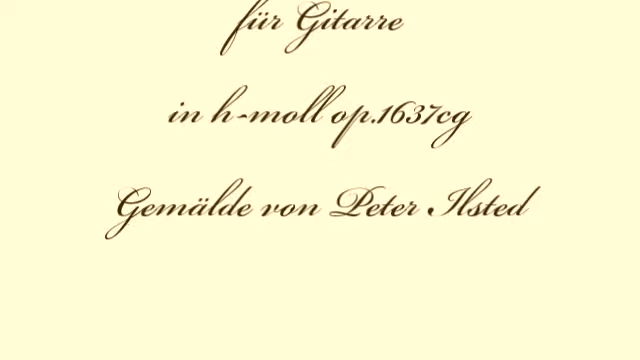 für Gitarre
in h-moll op.1637cg
Gemälde von Peter Ilsted